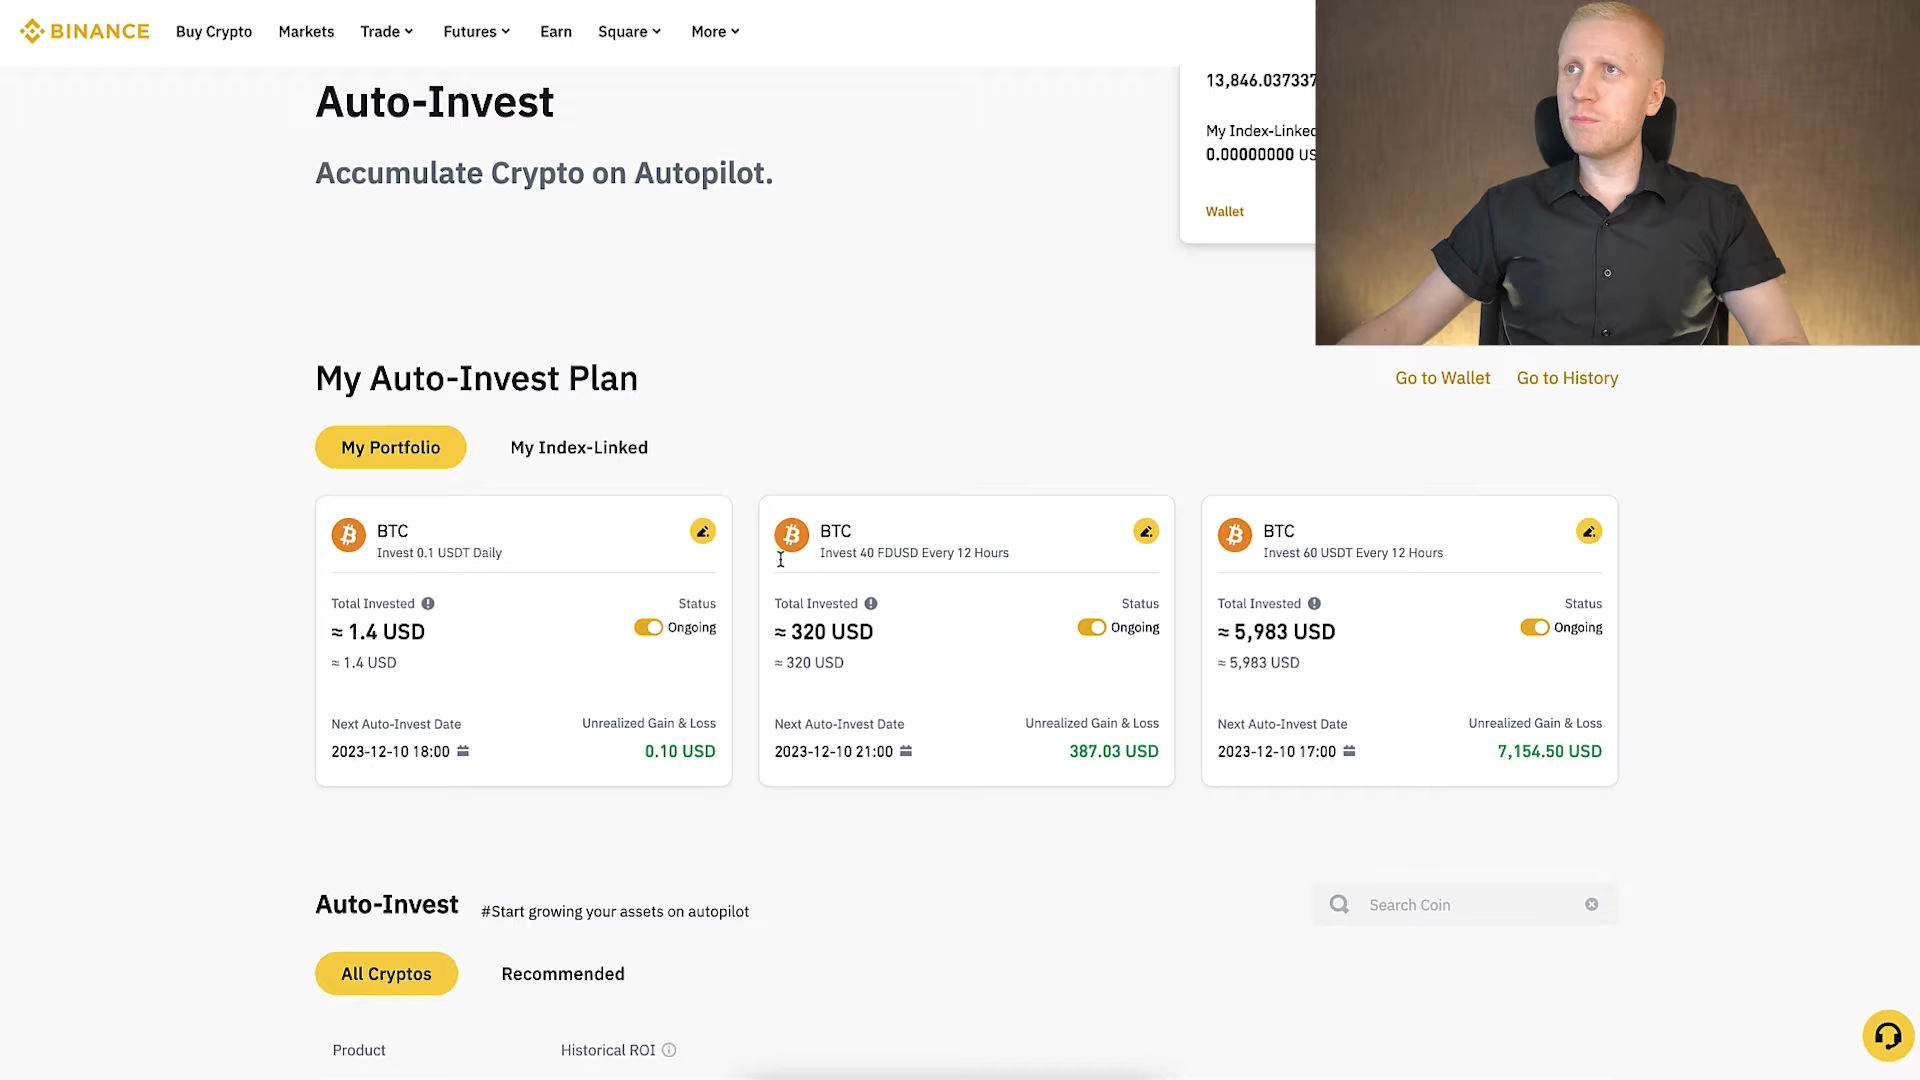 BINANCE Buy Crypto Markets Trade Futures Earn Square More
13,846.037337
Auto-Invest
My Index-Linked
0.00000000 US
Accumulate Crypto on Autopilot.
Wallet
My Auto-Invest Plan
Go to Wallet Go to History
My Portfolio My Index-Linked
BTC
Invest 0.1 USDT Daily
Total Invested
Status
≈ 1.4 USD
Ongoing
≈ 1.4 USD
Next Auto-Invest Date
Unrealized Gain & Loss
2023-12-10 18:00
0.10 USD
BTC
Invest 40 FDUSD Every 12 Hours
Total Invested
Status
≈ 320 USD
Ongoing
≈ 320 USD
Next Auto-Invest Date
Unrealized Gain & Loss
2023-12-10 21:00
387.03 USD
BTC
Invest 60 USDT Every 12 Hours
Total Invested
Status
≈ 5,983 USD
Ongoing
≈ 5,983 USD
Next Auto-Invest Date
Unrealized Gain & Loss
2023-12-10 17:00
7,154.50 USD
Auto-Invest #Start growing your assets on autopilot
Search Coin
All Cryptos Recommended
Product Historical ROI